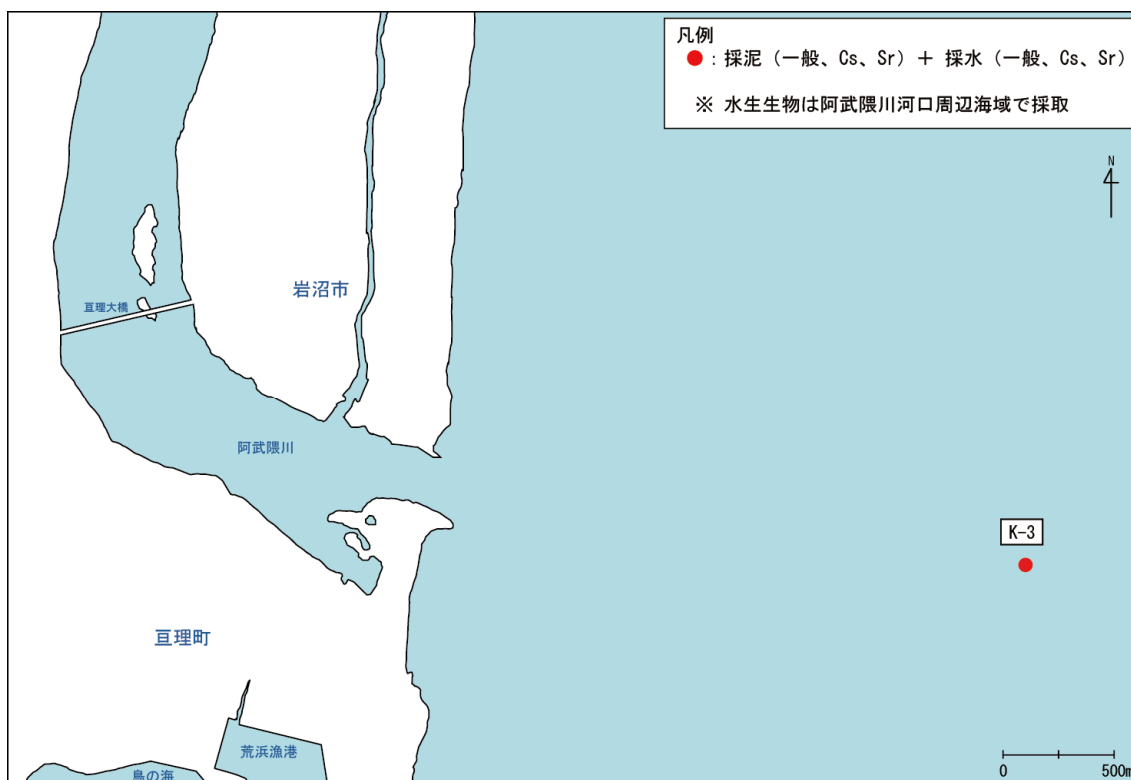 凡例
●：採泥（一般、Cs、Sr）＋ 採水（一般、Cs、Sr）
※ 水生生物は阿武隈川河口周辺海域で採取
N
岩沼市
亘理大橋
阿武隈川
K-3
亘理町
荒浜漁港
鳥の海
0 500m